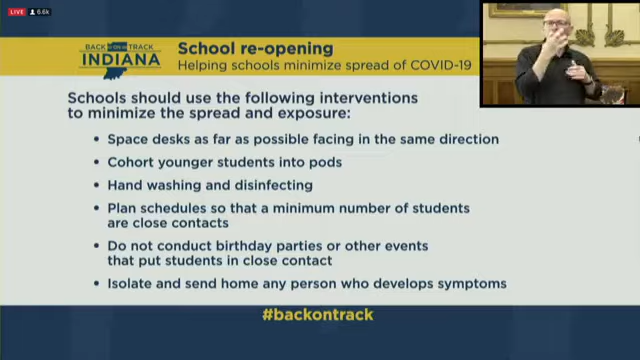 LIVE 6.6k
BACK ON TRACK
INDIANA
School re-opening
Helping schools minimize spread of COVID-19
Schools should use the following interventions
to minimize the spread and exposure:
• Space desks as far as possible facing in the same direction
• Cohort younger students into pods
• Hand washing and disinfecting
• Plan schedules so that a minimum number of students
are close contacts
• Do not conduct birthday parties or other events
that put students in close contact
• Isolate and send home any person who develops symptoms
#backontrack